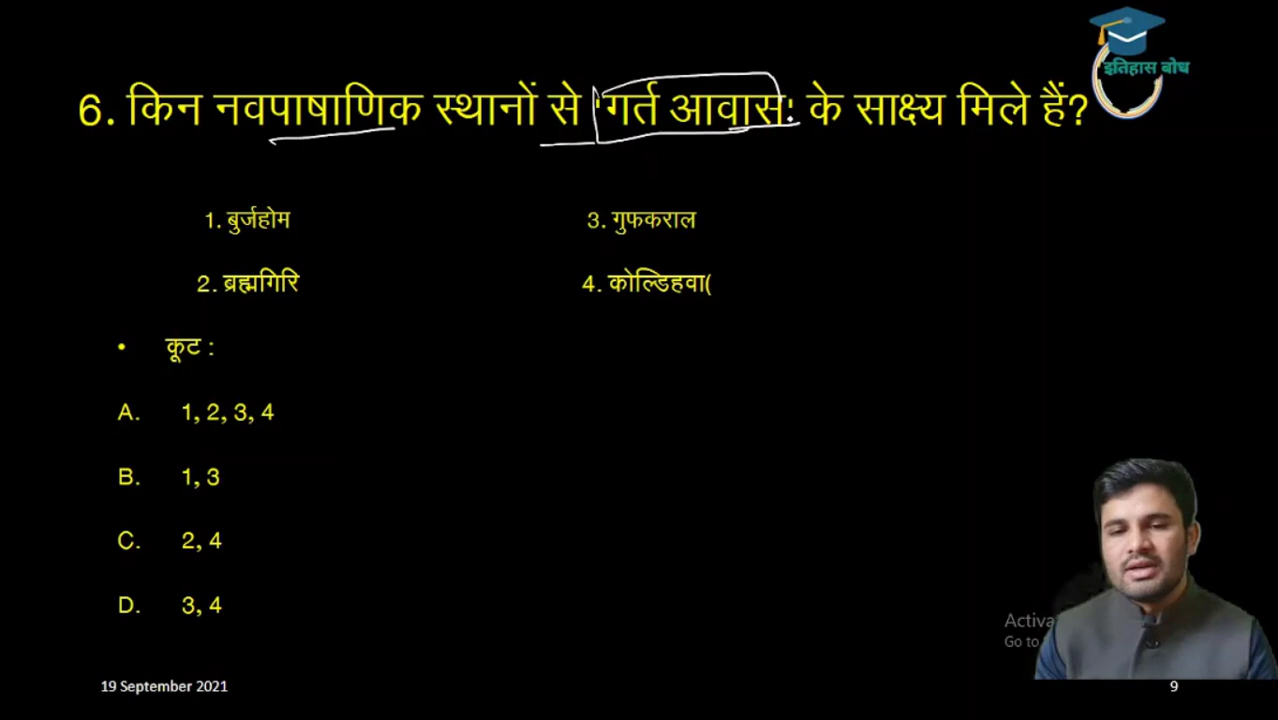 इतिहास बोध
6. किन नवपाषाणिक स्थानों से 'गर्त आवास' के साक्ष्य मिले हैं?
1. बुर्जहोम 3. गुफकराल
2. ब्रह्मगिरि 4. कोल्डिहवा(
• कूट :
A. 1, 2, 3, 4
B. 1, 3
C. 2, 4
D. 3, 4
Activa
Go to
19 September 2021 9